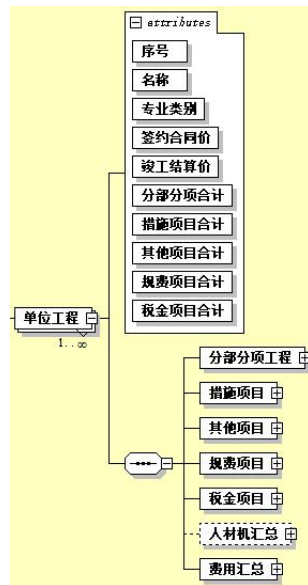 attributes
序号
名称
专业类别
签约合同价
竣工结算价
分部分项合计
措施项目合计
其他项目合计
规费项目合计
税金项目合计
单位工程
1..∞
分部分项工程
措施项目
其他项目
规费项目
税金项目
人材机汇总
费用汇总